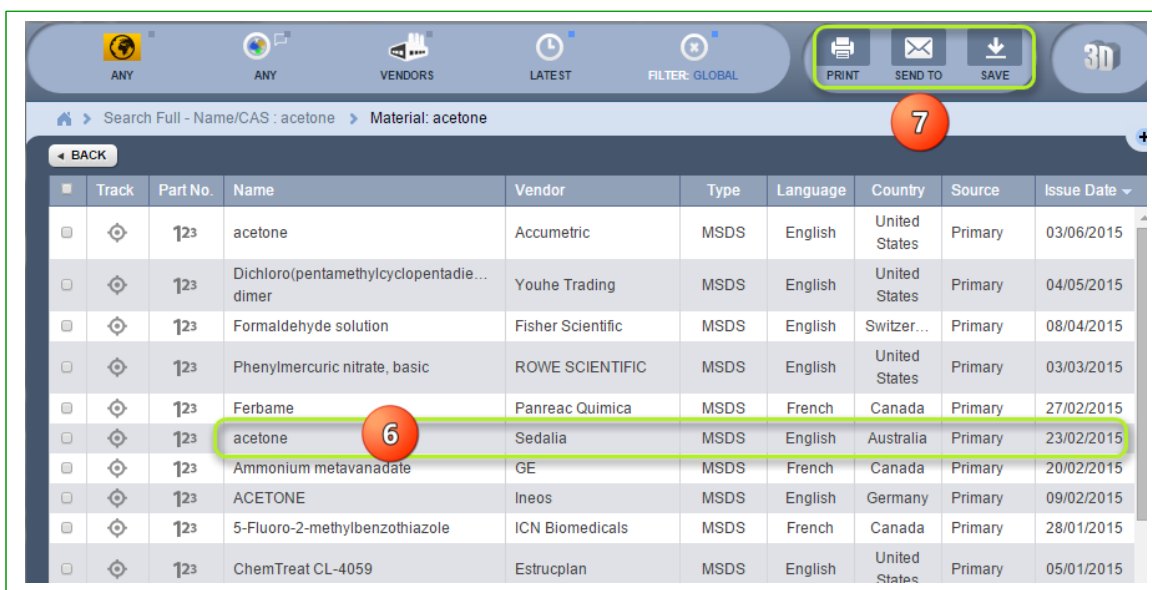 ANY
ANY
VENDORS
LATEST
FILTER: GLOBAL
PRINT
SEND TO
SAVE
3D
Search Full - Name/CAS : acetone > Material: acetone
7
BACK
Track Part No. Name Vendor Type Language Country Source Issue Date
123 acetone Accumetric MSDS English United States Primary 03/06/2015
123 Dichloro(pentamethylcyclopentadie... dimer Youhe Trading MSDS English United States Primary 04/05/2015
123 Formaldehyde solution Fisher Scientific MSDS English Switzer... Primary 08/04/2015
123 Phenylmercuric nitrate, basic ROWE SCIENTIFIC MSDS English United States Primary 03/03/2015
123 Ferbame Panreac Quimica MSDS French Canada Primary 27/02/2015
123 acetone 6 Sedalia MSDS English Australia Primary 23/02/2015
123 Ammonium metavanadate GE MSDS French Canada Primary 20/02/2015
123 ACETONE Ineos MSDS English Germany Primary 09/02/2015
123 5-Fluoro-2-methylbenzothiazole ICN Biomedicals MSDS French Canada Primary 28/01/2015
123 ChemTreat CL-4059 Estrucplan MSDS English United States Primary 05/01/2015